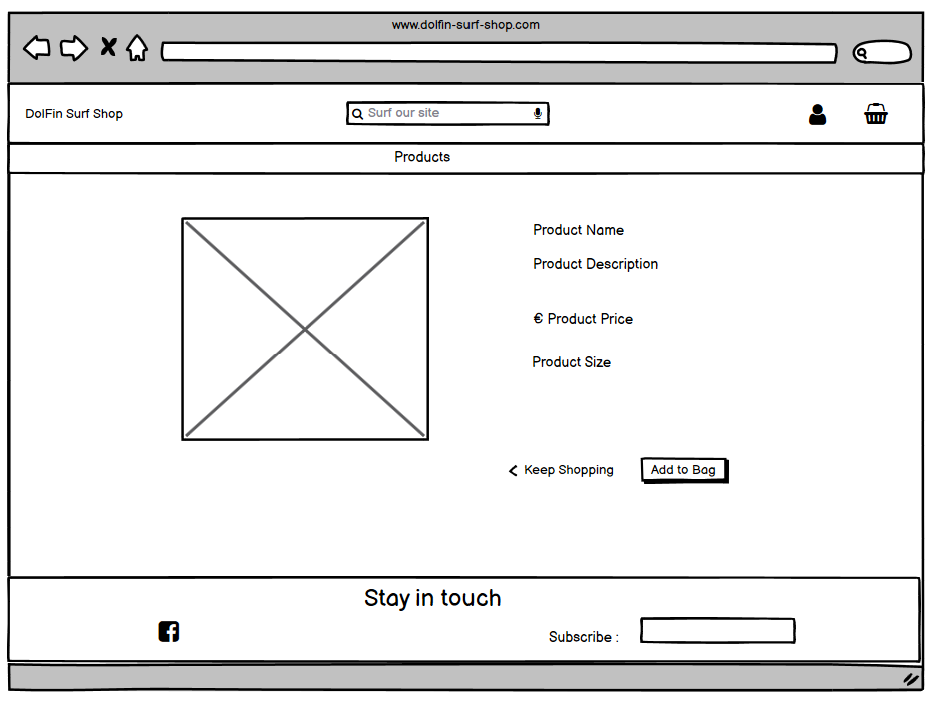 www.dolfin-surf-shop.com
DolFin Surf Shop
Surf our site
Products
Product Name
Product Description
€ Product Price
Product Size
Keep Shopping
Add to Bag
Stay in touch
Subscribe :